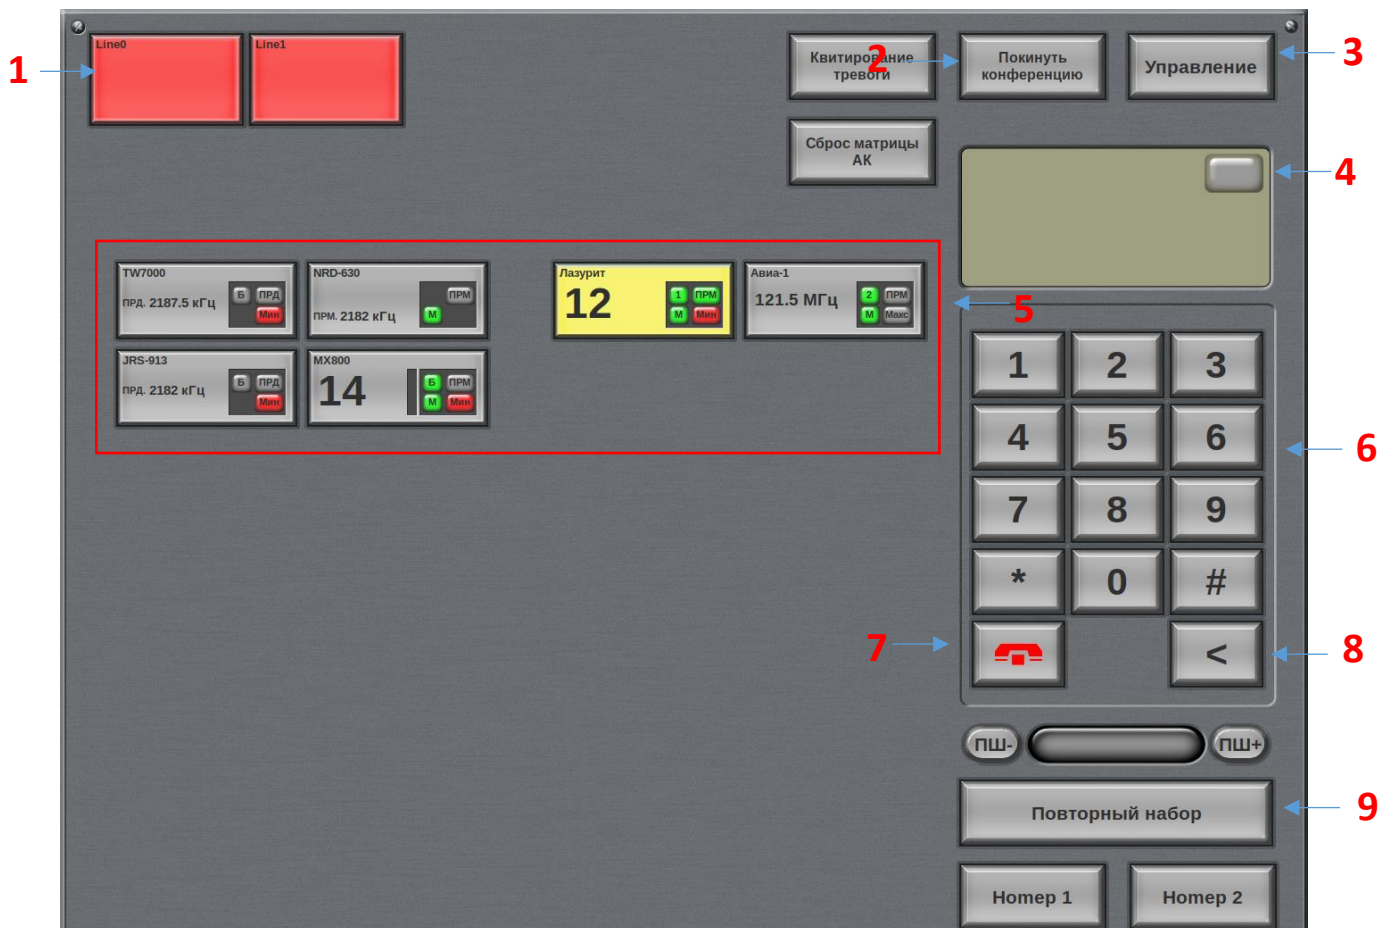 Line0
Line1
1
Квитирование
тревоги
2
Покинуть
конференцию
Управление
3
Сброс матрицы
АК
4
TW7000
ПРД. 2187.5 кГц
Б ПРД
Мин
NRD-630
ПРМ. 2182 кГц
ПРМ
М
Лазурит
12
1 ПРМ
М Мин
Авиа-1
121.5 МГц
2 ПРМ
М Макс
5
JRS-913
ПРД. 2182 кГц
Б ПРД
Мин
MX800
14
Б ПРМ
М Мин
1 2 3
4 5 6
6
7 8 9
* 0 #
7
<
8
ПШ-
ПШ+
Повторный набор
9
Номер 1
Номер 2